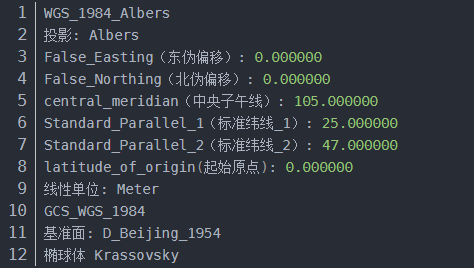 1 WGS_1984_Albers
2 投影: Albers
3 False_Easting（东伪偏移）: 0.000000
4 False_Northing（北伪偏移）: 0.000000
5 central_meridian（中央子午线）: 105.000000
6 Standard_Parallel_1（标准纬线_1）: 25.000000
7 Standard_Parallel_2（标准纬线_2）: 47.000000
8 latitude_of_origin(起始原点): 0.000000
9 线性单位: Meter
10 GCS_WGS_1984
11 基准面: D_Beijing_1954
12 椭球体 Krassovsky